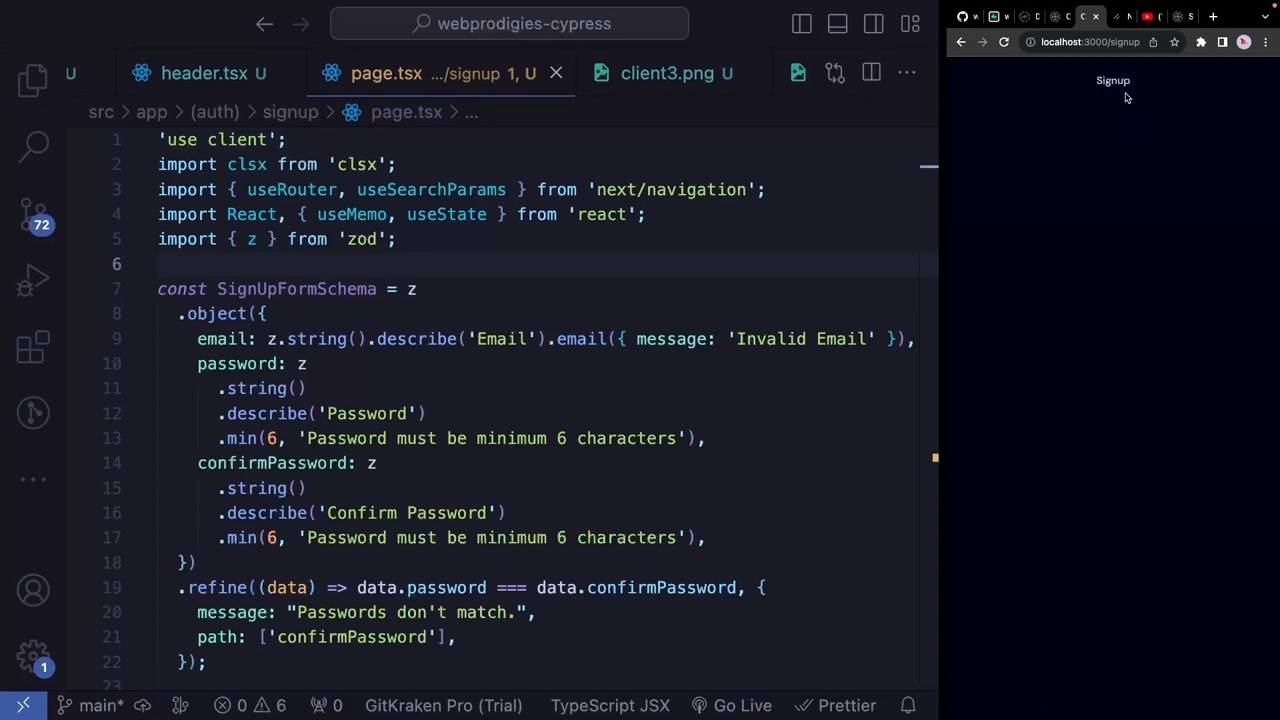 webprodigies-cypress
U
header.tsx U
page.tsx .../signup 1, U
client3.png U
src > app > (auth) > signup > page.tsx > ...
1 'use client';
2 import clsx from 'clsx';
3 import { useRouter, useSearchParams } from 'next/navigation';
4 import React, { useMemo, useState } from 'react';
5 import { z } from 'zod';
6
7 const SignUpFormSchema = z
8 .object({
9 email: z.string().describe('Email').email({ message: 'Invalid Email' }),
10 password: z
11 .string()
12 .describe('Password')
13 .min(6, 'Password must be minimum 6 characters'),
14 confirmPassword: z
15 .string()
16 .describe('Confirm Password')
17 .min(6, 'Password must be minimum 6 characters'),
18 })
19 .refine((data) => data.password === data.confirmPassword, {
20 message: "Passwords don't match.",
21 path: ['confirmPassword'],
22 });
23
72
1
main* 0 6 0 GitKraken Pro (Trial) TypeScript JSX Go Live Prettier
localhost:3000/signup
Signup